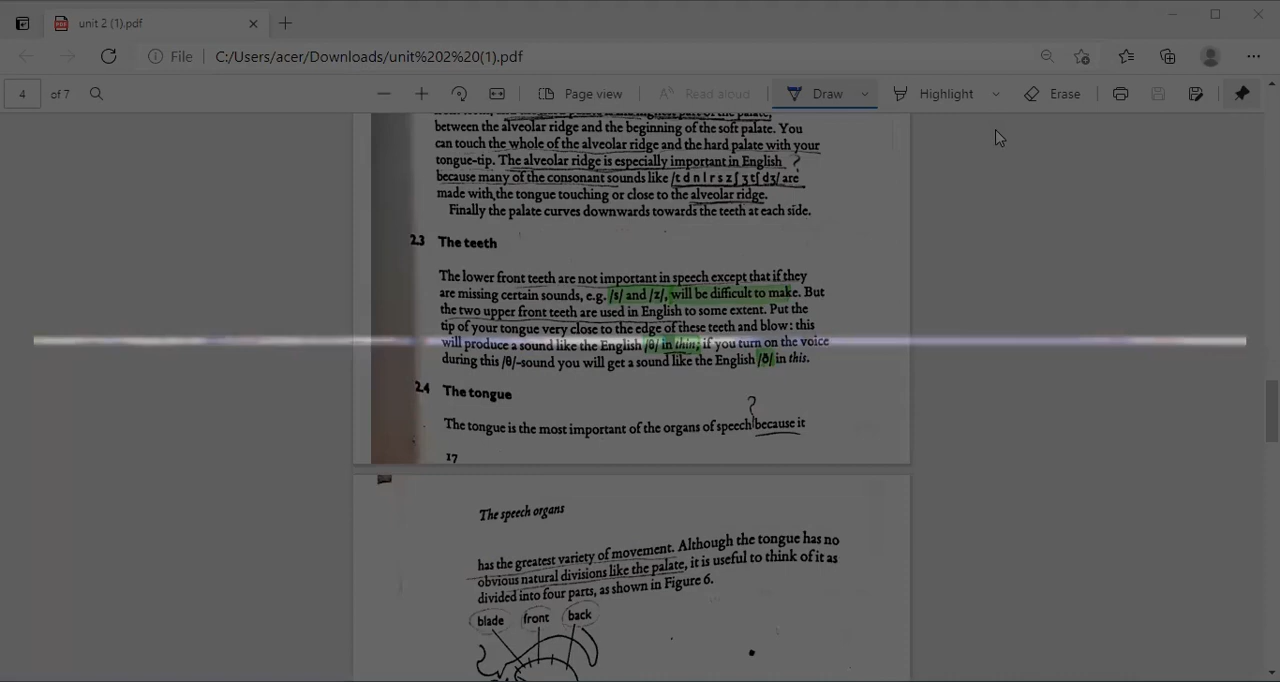 unit 2 (1).pdf
File C:/Users/acer/Downloads/unit%202%20(1).pdf
4 of 7 Page view Read aloud Draw Highlight Erase
between the alveolar ridge and the beginning of the soft palate. You
can touch the whole of the alveolar ridge and the hard palate with your
tongue-tip. The alveolar ridge is especially important in English ?
because many of the consonant sounds like /t d n l r s z ʃ ʒ tʃ dʒ/ are
made with the tongue touching or close to the alveolar ridge.
Finally the palate curves downwards towards the teeth at each side.
2.3 The teeth
The lower front teeth are not important in speech except that if they
are missing certain sounds, e.g. /s/ and /z/, will be difficult to make. But
the two upper front teeth are used in English to some extent. Put the
tip of your tongue very close to the edge of these teeth and blow: this
will produce a sound like the English /θ/ in thin; if you turn on the voice
during this /θ/-sound you will get a sound like the English /ð/ in this.
2.4 The tongue
?
The tongue is the most important of the organs of speech because it
17
The speech organs
has the greatest variety of movement. Although the tongue has no
obvious natural divisions like the palate, it is useful to think of it as
divided into four parts, as shown in Figure 6.
blade front back